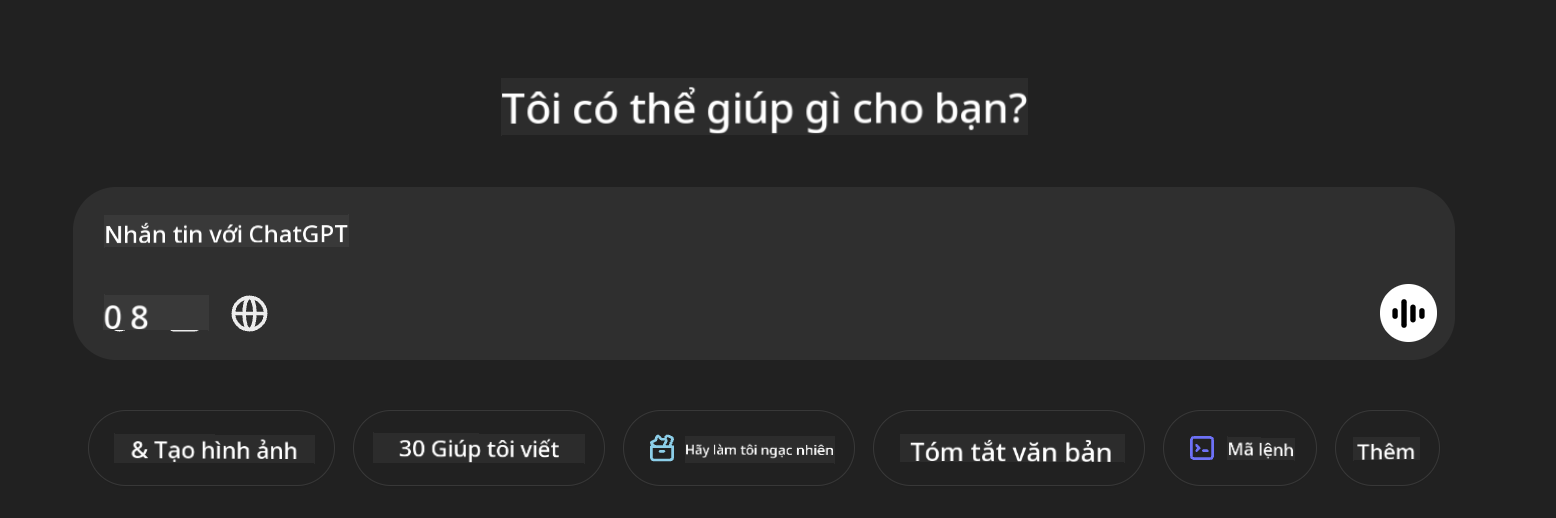 Tôi có thể giúp gì cho bạn?
Nhắn tin với ChatGPT
0 8
& Tạo hình ảnh
30 Giúp tôi viết
Hãy làm tôi ngạc nhiên
Tóm tắt văn bản
Mã lệnh
Thêm